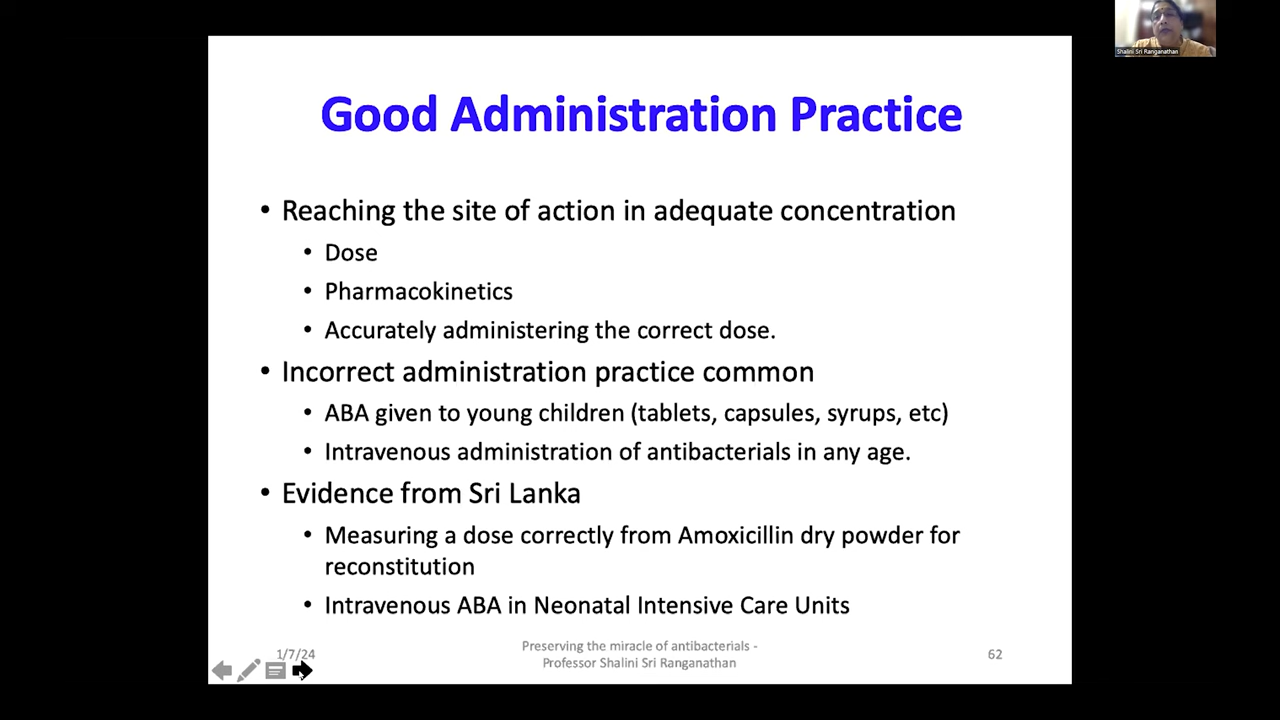 Shalini Sri Ranganathan
Good Administration Practice
• Reaching the site of action in adequate concentration
• Dose
• Pharmacokinetics
• Accurately administering the correct dose.
• Incorrect administration practice common
• ABA given to young children (tablets, capsules, syrups, etc)
• Intravenous administration of antibacterials in any age.
• Evidence from Sri Lanka
• Measuring a dose correctly from Amoxicillin dry powder for
reconstitution
• Intravenous ABA in Neonatal Intensive Care Units
1/7/24
Preserving the miracle of antibacterials -
Professor Shalini Sri Ranganathan
62